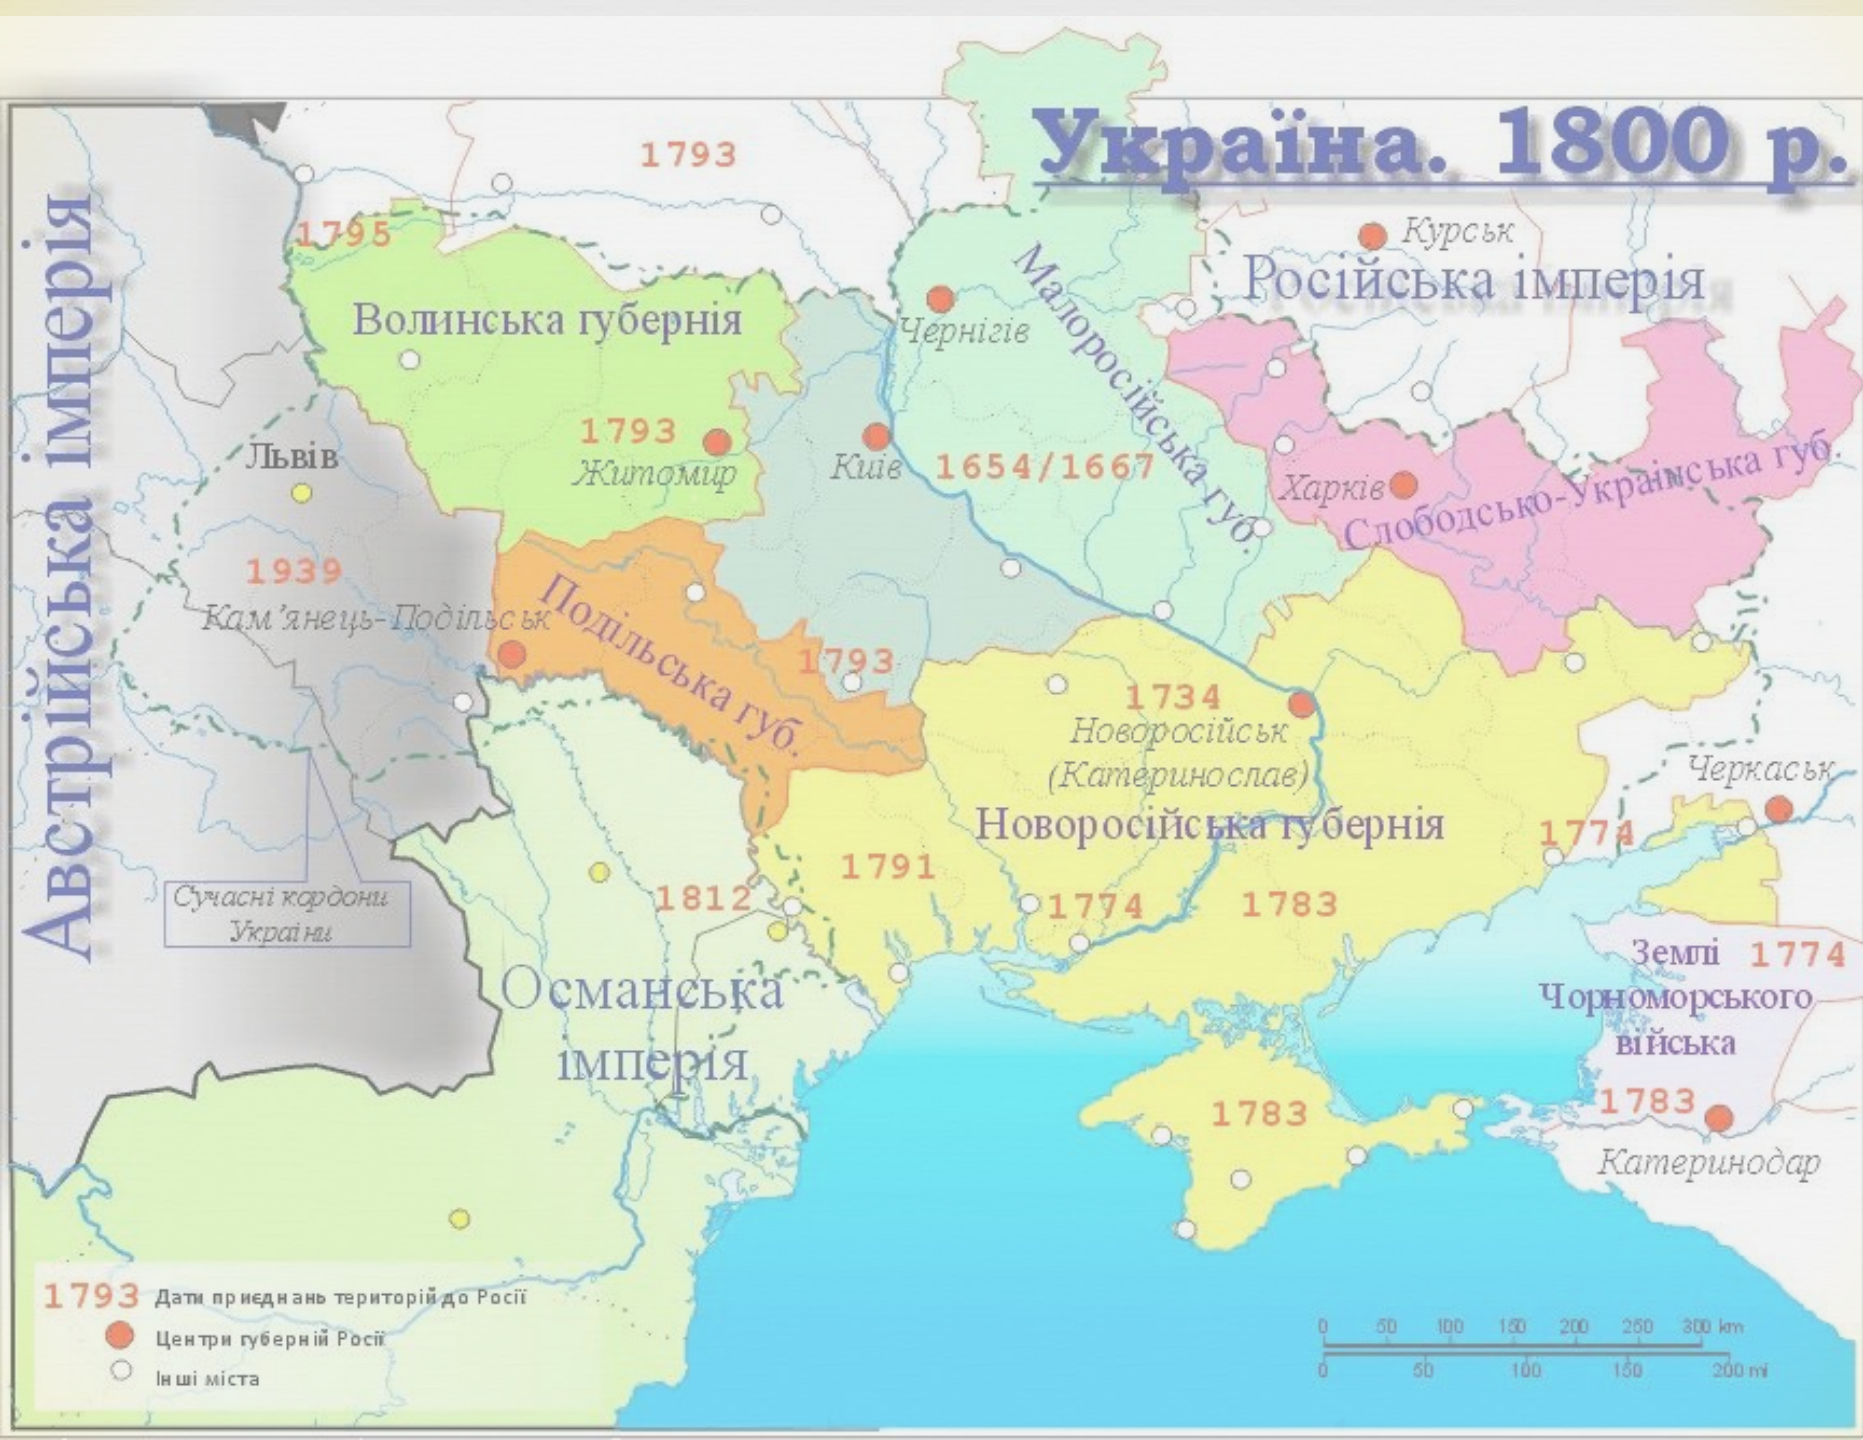 Україна. 1800 р.
Австрійська імперія
1793
1795
Курськ
Російська імперія
Волинська губернія
Чернігів
Малоросійська губ.
1793
Житомир
Київ
1654/1667
Харків
Слободсько-Українська губ.
Львів
1939
Кам’янець-Подільськ
Подільська губ.
1793
1734
Новоросійськ
(Катеринослав)
Новоросійська губернія
Черкаськ
1774
1791
1812
1774
1783
Сучасні кордони
України
Османська
імперія
Землі
1774
Чорноморського
війська
1783
1783
Катеринодар
1793 Дати приєднань територій до Росії
Центри губерній Росії
Інші міста
0 50 100 150 200 250 300 km
0 50 100 150 200 mi